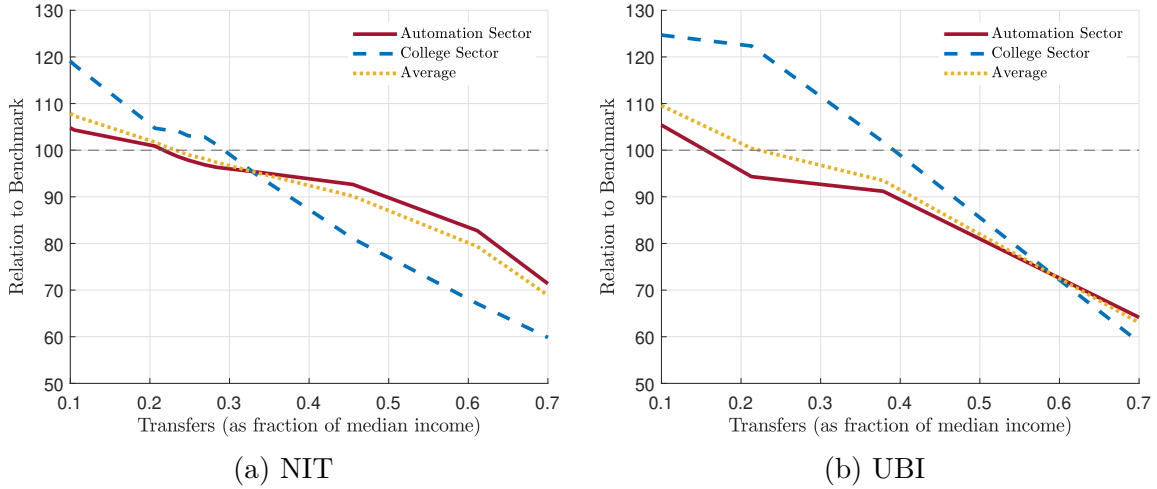 130
120
110
100
90
80
70
60
50
Relation to Benchmark
Automation Sector
College Sector
Average
0.1 0.2 0.3 0.4 0.5 0.6 0.7
Transfers (as fraction of median income)
(a) NIT
130
120
110
100
90
80
70
60
50
Relation to Benchmark
Automation Sector
College Sector
Average
0.1 0.2 0.3 0.4 0.5 0.6 0.7
Transfers (as fraction of median income)
(b) UBI